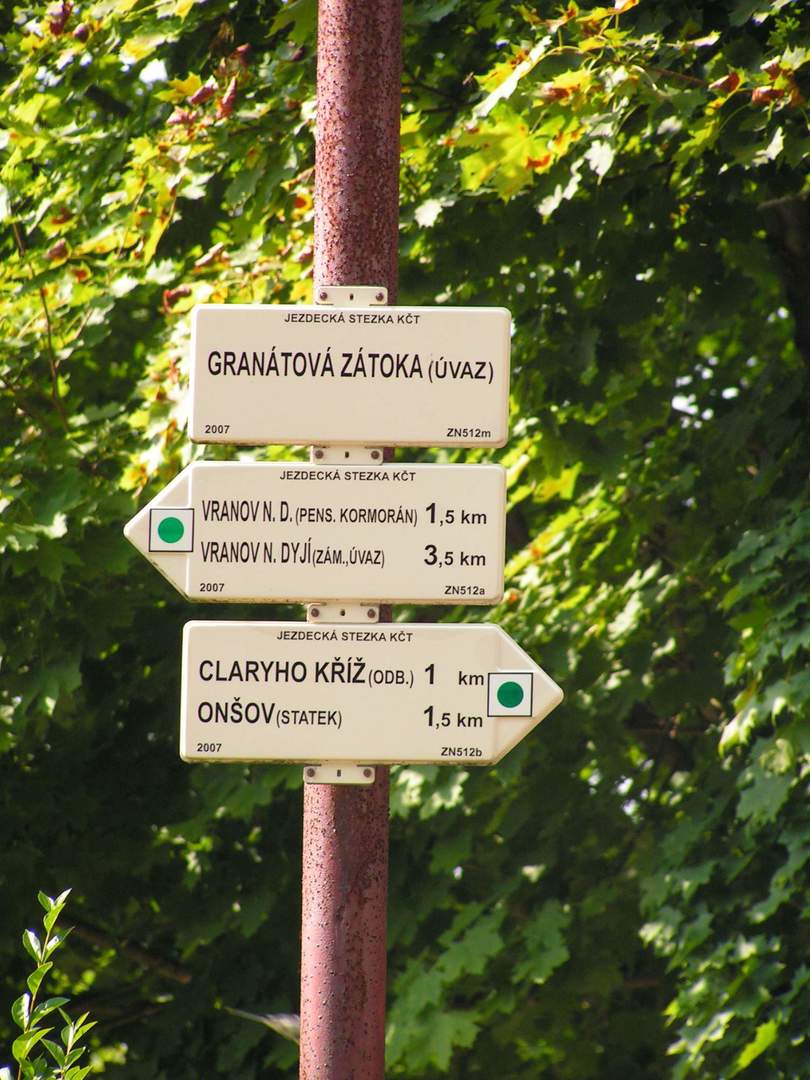 JEZDECKÁ STEZKA KČT
GRANÁTOVÁ ZÁTOKA (ÚVAZ)
2007 ZN512m
JEZDECKÁ STEZKA KČT
VRANOV N. D. (PENS. KORMORÁN) 1,5 km
VRANOV N. DYJÍ (ZÁM.,ÚVAZ) 3,5 km
2007 ZN512a
JEZDECKÁ STEZKA KČT
CLARYHO KŘÍŽ (ODB.) 1 km
ONŠOV (STATEK) 1,5 km
2007 ZN512b